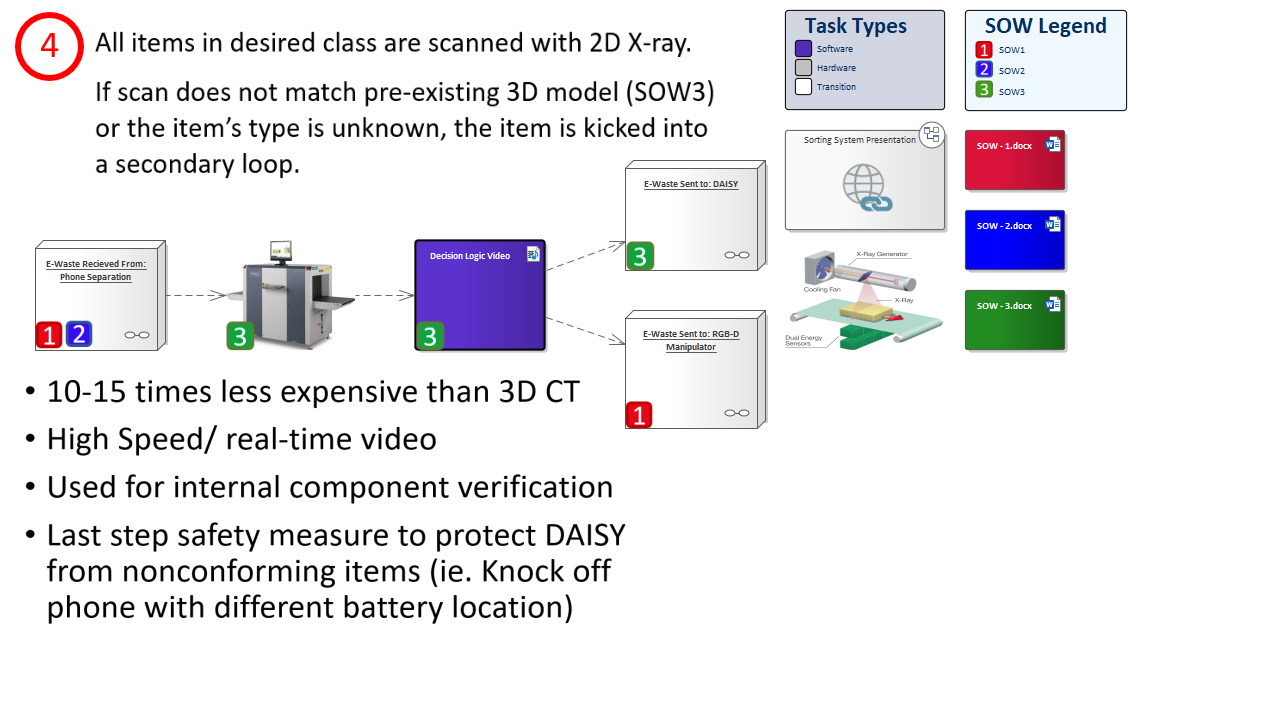 4
All items in desired class are scanned with 2D X-ray.
If scan does not match pre-existing 3D model (SOW3)
or the item's type is unknown, the item is kicked into
a secondary loop.
Task Types
Software
Hardware
Transition
SOW Legend
1 SOW1
2 SOW2
3 SOW3
Sorting System Presentation
SOW - 1.docx
SOW - 2.docx
SOW - 3.docx
E-Waste Recieved From:
Phone Separation
1 2
3
Decision Logic Video
3
E-Waste Sent to: DAISY
3
E-Waste Sent to: RGB-D
Manipulator
1
X-Ray Generator
Cooling Fan
X-Ray
Dual Energy
Sensors
• 10-15 times less expensive than 3D CT
• High Speed/ real-time video
• Used for internal component verification
• Last step safety measure to protect DAISY
from nonconforming items (ie. Knock off
phone with different battery location)